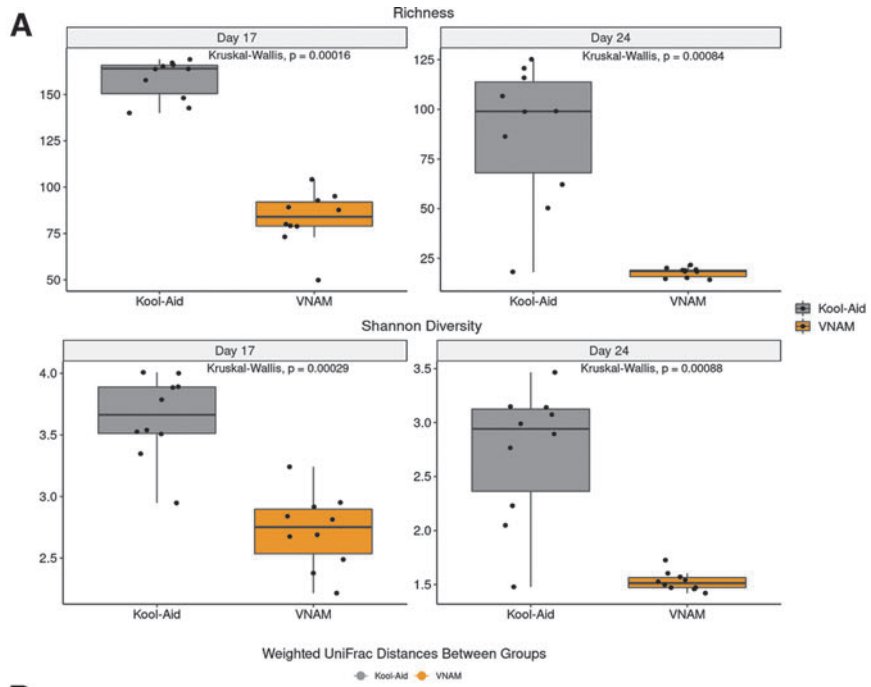 A
Richness
Day 17
Day 24
Kruskal-Wallis, p = 0.00016
Kruskal-Wallis, p = 0.00084
150
125
100
75
50
125
100
75
50
25
Kool-Aid
VNAM
Kool-Aid
VNAM
Kool-Aid
VNAM
Shannon Diversity
Day 17
Day 24
Kruskal-Wallis, p = 0.00029
Kruskal-Wallis, p = 0.00088
4.0
3.5
3.0
2.5
3.5
3.0
2.5
2.0
1.5
Kool-Aid
VNAM
Kool-Aid
VNAM
Weighted UniFrac Distances Between Groups
Kool-Aid VNAM